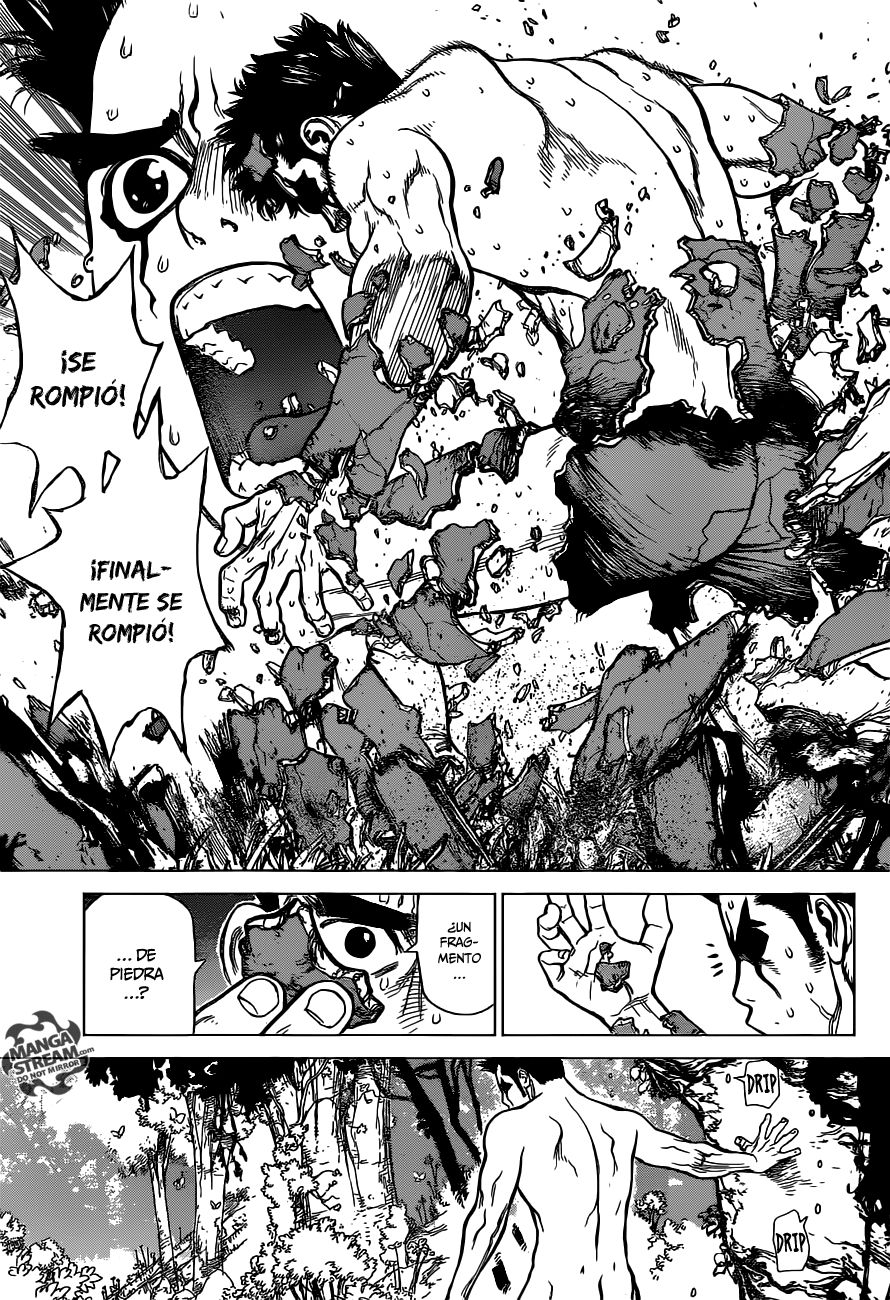 ¡SE
ROMPIÓ!
¡FINAL-
MENTE SE
ROMPIÓ!
¿UN
FRAG-
MENTO
...
... DE
PIEDRA
...?
MANGA
STREAM.com
DO NOT MIRROR
DRIP
DRIP